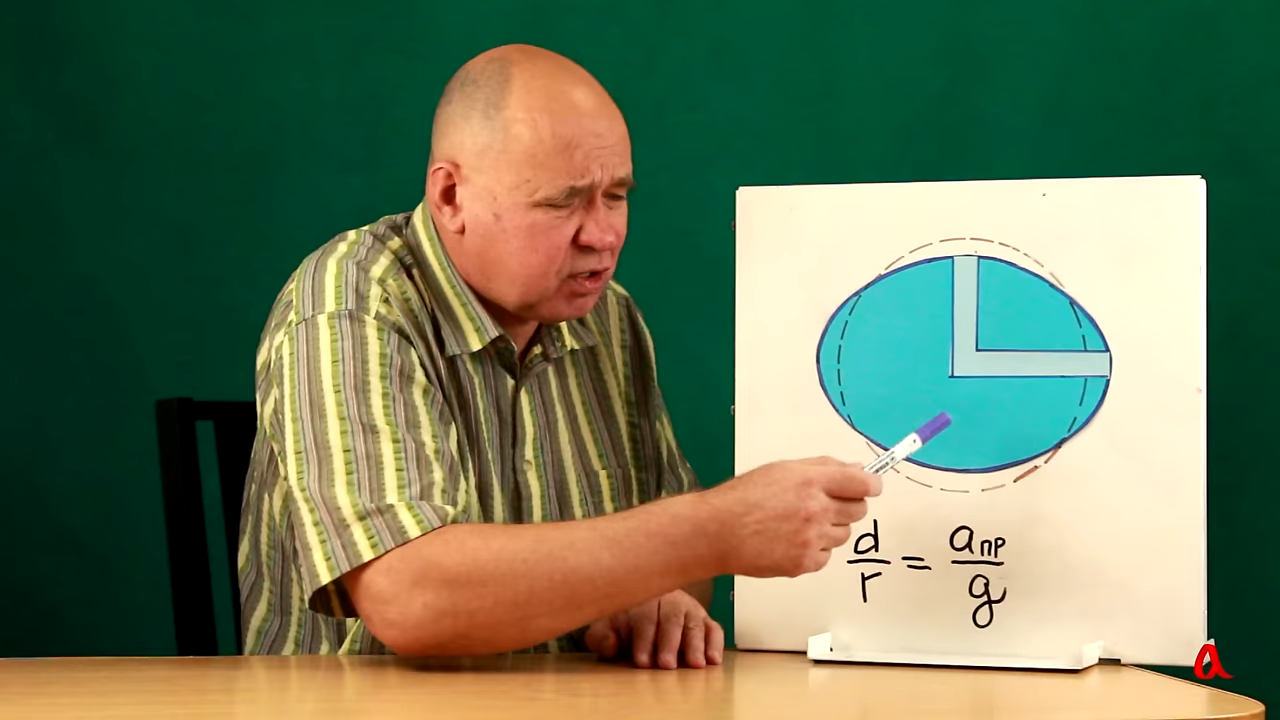 d/r = aпр/g
a